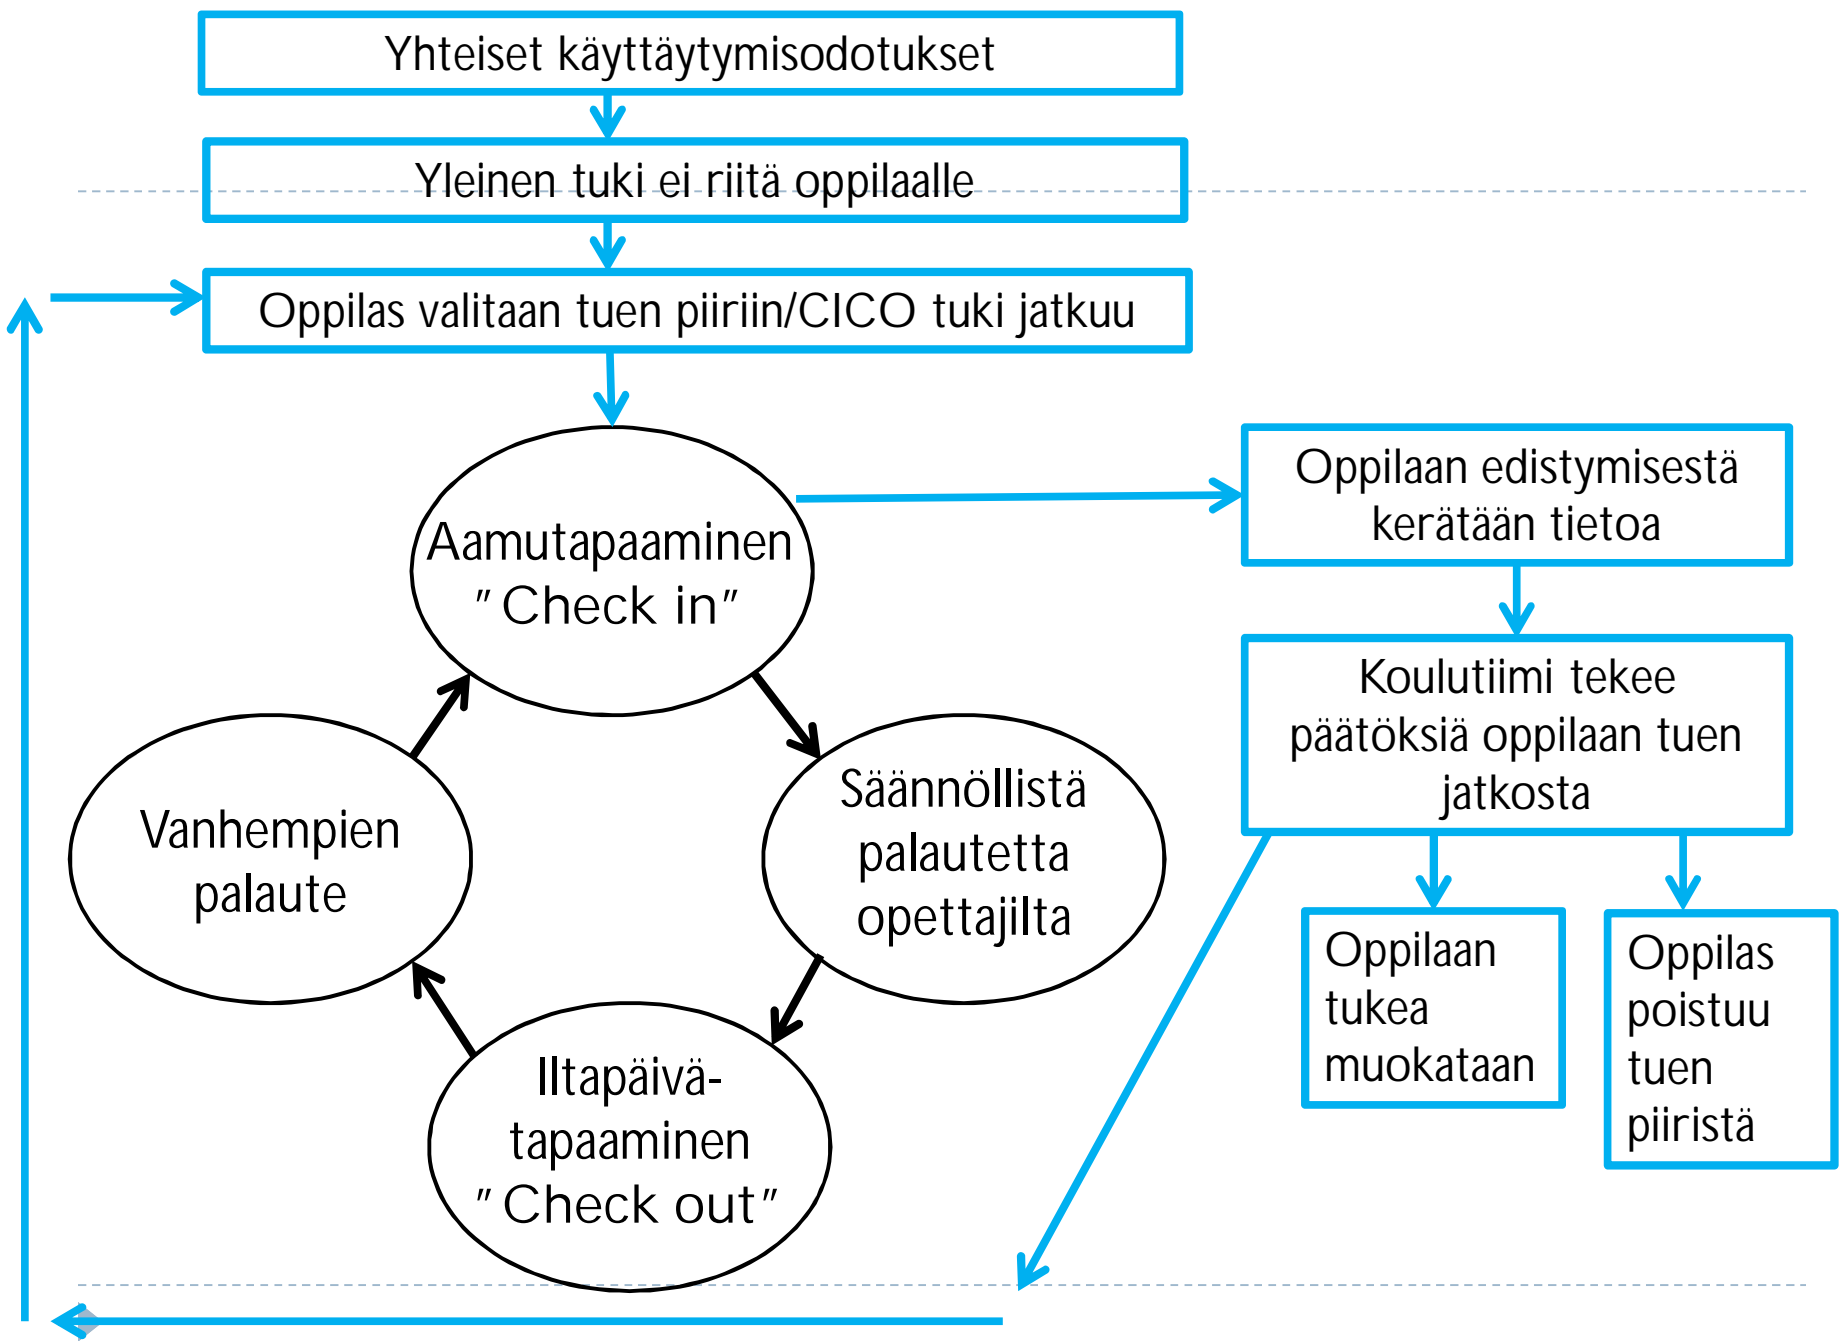 Yhteiset käyttäytymisodotukset
Yleinen tuki ei riitä oppilaalle
Oppilas valitaan tuen piiriin/CICO tuki jatkuu
Aamutapaaminen
"Check in"
Säännöllistä
palautetta
opettajilta
Iltapäivä-
tapaaminen
"Check out"
Vanhempien
palaute
Oppilaan edistymisestä
kerätään tietoa
Koulutiimi tekee
päätöksiä oppilaan tuen
jatkosta
Oppilaan
tukea
muokataan
Oppilas
poistuu
tuen
piiristä